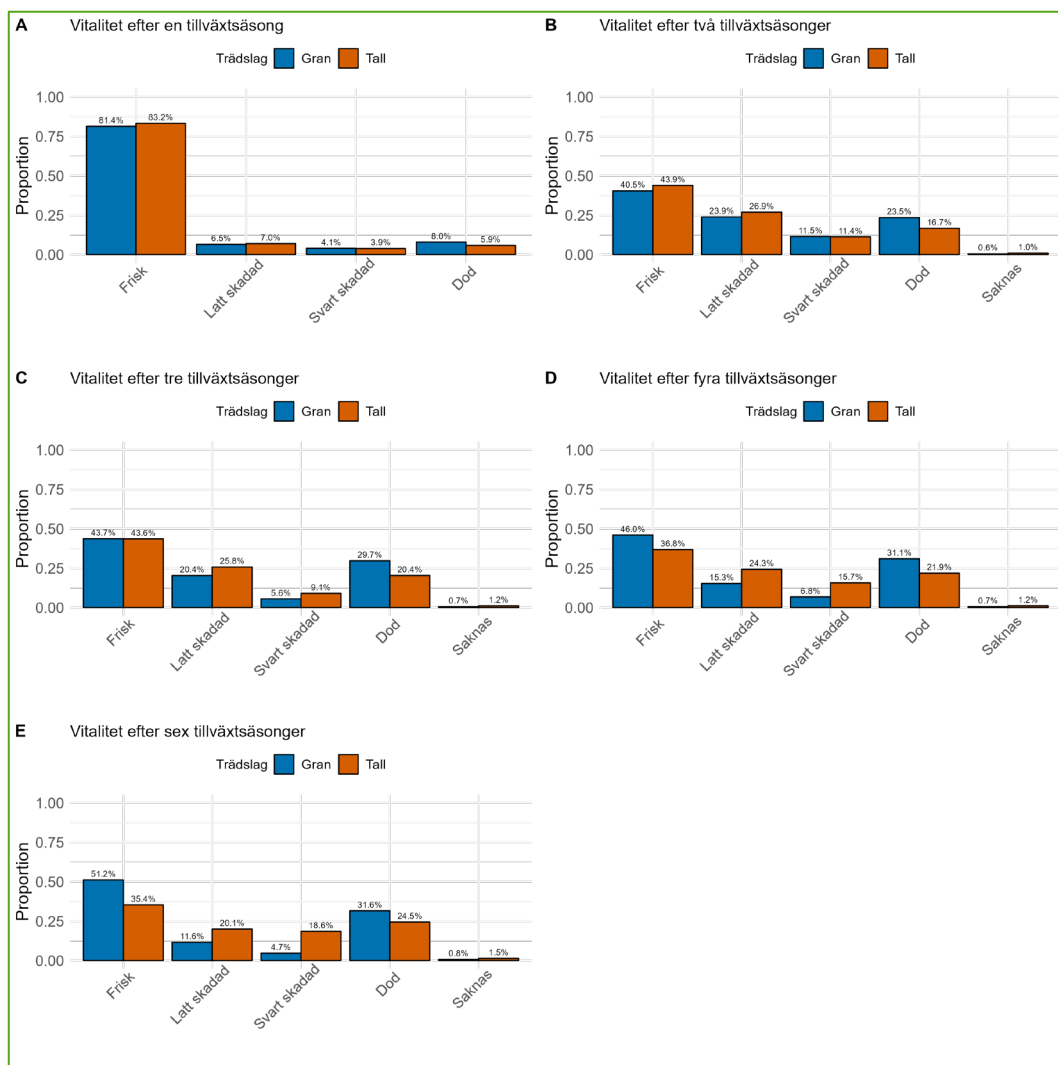 A Vitalitet efter en tillväxtsäsong
Trädslag Gran Tall
1.00
0.75
0.50
0.25
0.00
Proportion
81.4% 83.2%
6.5% 7.0%
4.1% 3.9%
8.0% 5.9%
Frisk
Latt skadad
Svart skadad
Dod
B Vitalitet efter två tillväxtsäsonger
Trädslag Gran Tall
1.00
0.75
0.50
0.25
0.00
Proportion
40.5% 43.9%
23.9% 26.9%
11.5% 11.4%
23.5% 16.7%
0.6% 1.0%
Frisk
Latt skadad
Svart skadad
Dod
Saknas
C Vitalitet efter tre tillväxtsäsonger
Trädslag Gran Tall
1.00
0.75
0.50
0.25
0.00
Proportion
43.7% 43.6%
20.4% 25.8%
5.6% 9.1%
29.7% 20.4%
0.7% 1.2%
Frisk
Latt skadad
Svart skadad
Dod
Saknas
D Vitalitet efter fyra tillväxtsäsonger
Trädslag Gran Tall
1.00
0.75
0.50
0.25
0.00
Proportion
46.0% 36.8%
15.3% 24.3%
6.8% 15.7%
31.1% 21.9%
0.7% 1.2%
Frisk
Latt skadad
Svart skadad
Dod
Saknas
E Vitalitet efter sex tillväxtsäsonger
Trädslag Gran Tall
1.00
0.75
0.50
0.25
0.00
Proportion
51.2% 35.4%
11.6% 20.1%
4.7% 18.6%
31.6% 24.5%
0.8% 1.5%
Frisk
Latt skadad
Svart skadad
Dod
Saknas